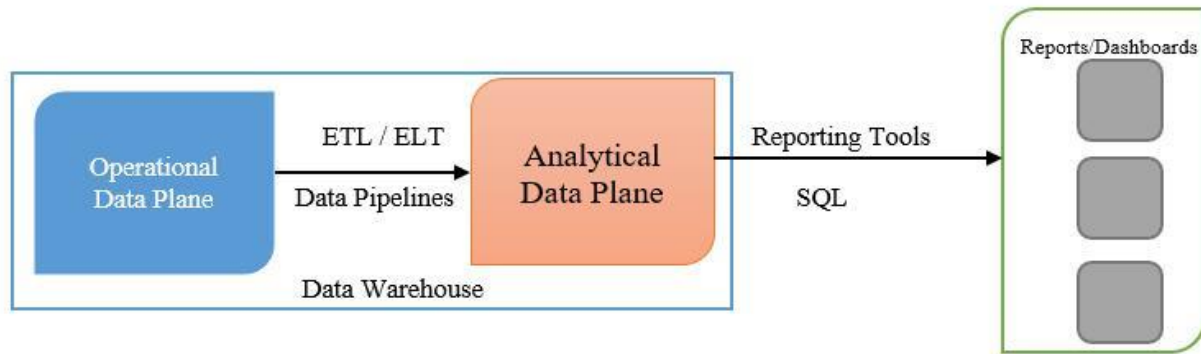 Reports/Dashboards
Operational
Data Plane
ETL / ELT
Data Pipelines
Analytical
Data Plane
Reporting Tools
SQL
Data Warehouse